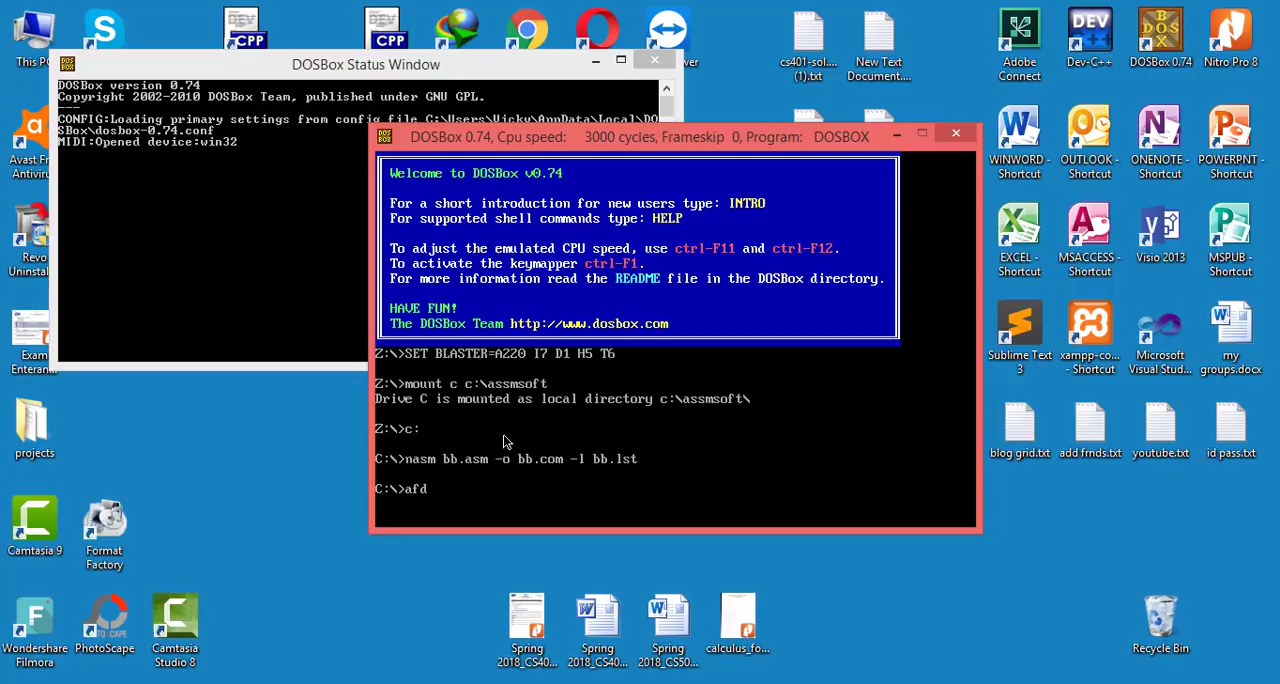 This PC
CPP
CPP
ver
cs401-sol...
(1).txt
New Text
Document....
Adobe
Connect
DEV
C++
Dev-C++
DOSBox 0.74
Nitro Pro 8
DOSBox Status Window
DOSBox version 0.74
Copyright 2002-2010 DOSBox Team, published under GNU GPL.
---
CONFIG:Loading primary settings from config file C:\Users\Vicky\AppData\Local\DO
SBox\dosbox-0.74.conf
MIDI:Opened device:win32
DOSBox 0.74, Cpu speed: 3000 cycles, Frameskip 0, Program: DOSBOX
Welcome to DOSBox v0.74
For a short introduction for new users type: INTRO
For supported shell commands type: HELP
To adjust the emulated CPU speed, use ctrl-F11 and ctrl-F12.
To activate the keymapper ctrl-F1.
For more information read the README file in the DOSBox directory.
HAVE FUN!
The DOSBox Team http://www.dosbox.com
Z:\>SET BLASTER=A220 I7 D1 H5 T6
Z:\>mount c c:\assmsoft
Drive C is mounted as local directory c:\assmsoft\
Z:\>c:
C:\>nasm bb.asm -o bb.com -l bb.lst
C:\>afd
Avast Fr
Antiviru
Revo
Uninstal
Exam
Enteran...
projects
Camtasia 9
Format
Factory
Wondershare
Filmora
PhotoScape
Camtasia
Studio 8
WINWORD -
Shortcut
OUTLOOK -
Shortcut
ONENOTE -
Shortcut
POWERPNT -
Shortcut
EXCEL -
Shortcut
MSACCESS -
Shortcut
Visio 2013
MSPUB -
Shortcut
Sublime Text
3
xampp-co...
- Shortcut
Microsoft
Visual Stud...
my
groups.docx
blog grid.txt
add frnds.txt
youtube.txt
id pass.txt
Spring
2018_CS40...
Spring
2018_CS40...
Spring
2018_CS50...
calculus_fo...
Recycle Bin